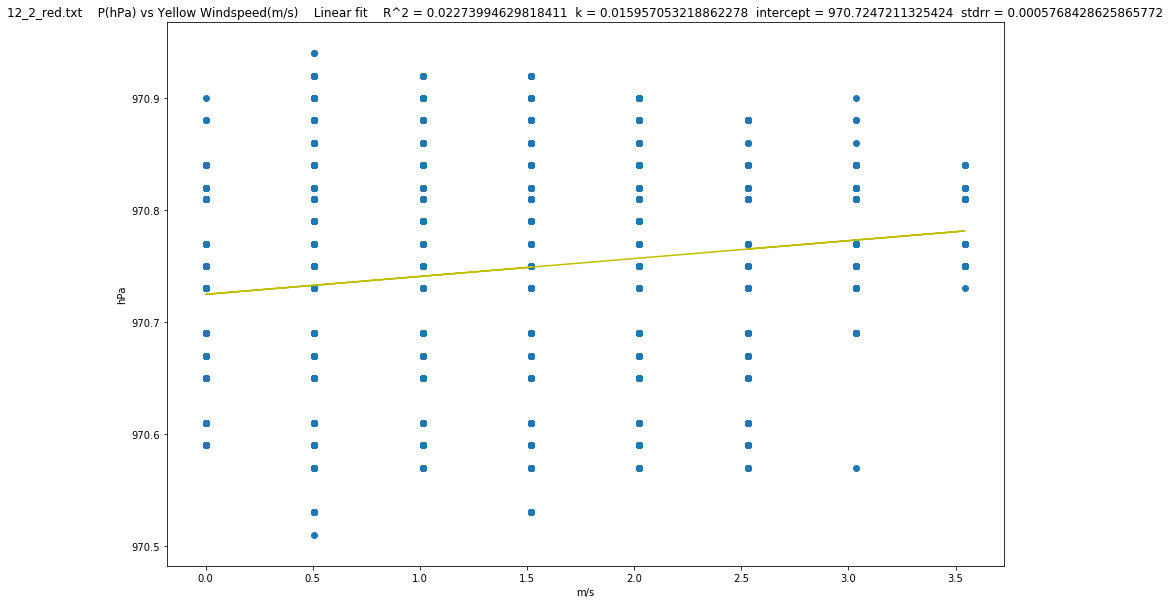 12_2_red.txt    P(hPa) vs Yellow Windspeed(m/s)    Linear fit    R^2 = 0.02273994629818411  k = 0.015957053218862278  intercept = 970.7247211325424  stdrr = 0.0005768428625865772
970.9
970.8
970.7
970.6
970.5
hPa
0.0 0.5 1.0 1.5 2.0 2.5 3.0 3.5
m/s